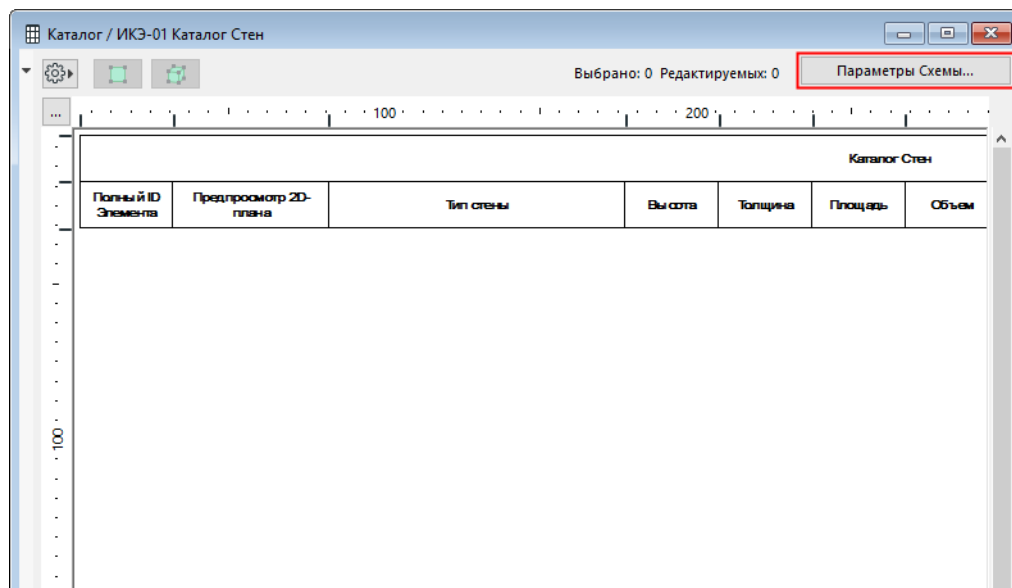 Каталог / ИКЭ-01 Каталог Стен
Выбрано: 0 Редактируемых: 0
Параметры Схемы...
...
100
200
Каталог Стен
Полный ID Элемента
Предпросмотр 2D-плана
Тип стены
Высота
Толщина
Площадь
Объем
100